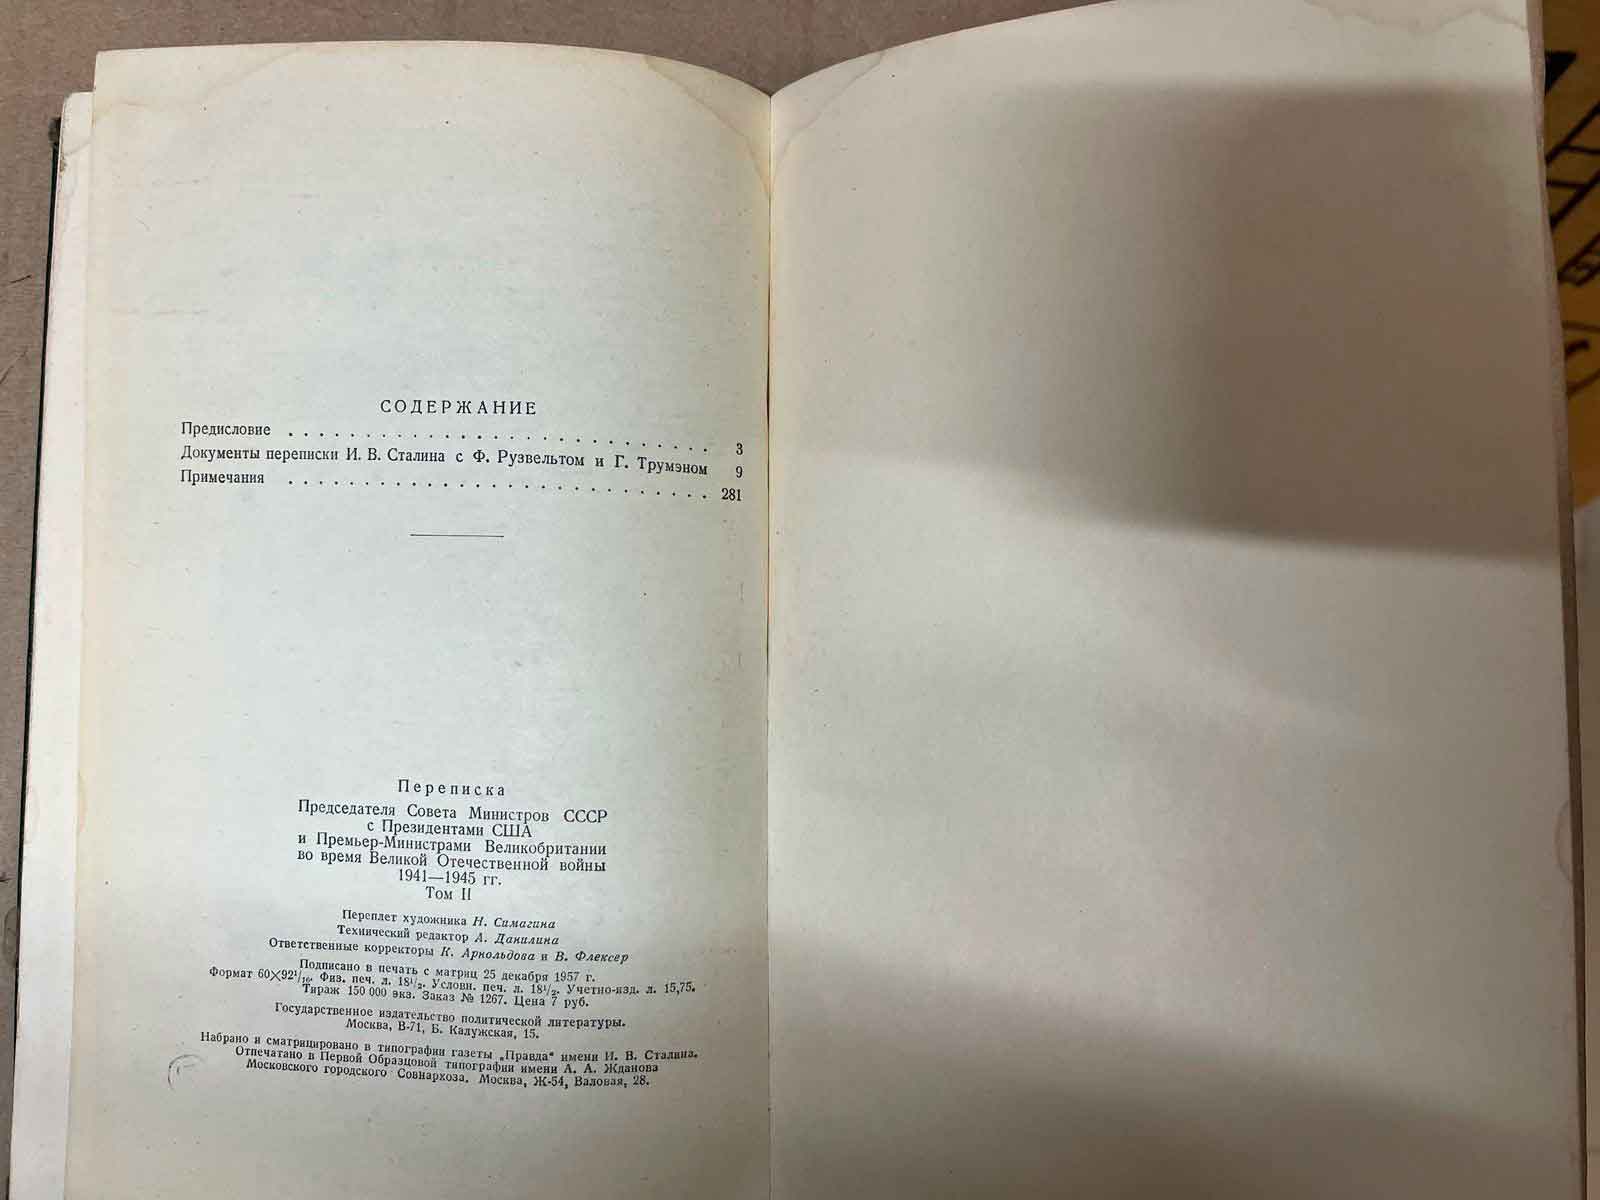 СОДЕРЖАНИЕ
Предисловие . . . . . . . . . . . . . . . . . . . . . . . . . . . . 3
Документы переписки И. В. Сталина с Ф. Рузвельтом и Г. Трумэном 9
Примечания . . . . . . . . . . . . . . . . . . . . . . . . . . . . 281
Переписка
Председателя Совета Министров СССР
с Президентами США
и Премьер-Министрами Великобритании
во время Великой Отечественной войны
1941—1945 гг.
Том II
Переплет художника Н. Симагина
Технический редактор А. Данилина
Ответственные корректоры К. Арнольдова и В. Флексер
Подписано в печать с матриц 25 декабря 1957 г.
Формат 60×92¹/₁₆. Физ. печ. л. 18¹/₂. Условн. печ. л. 18¹/₂. Учетно-изд. л. 15,75.
Тираж 150 000 экз. Заказ № 1267. Цена 7 руб.
Государственное издательство политической литературы.
Москва, В-71, Б. Калужская, 15.
Набрано и сматрицировано в типографии газеты „Правда“ имени И. В. Сталина.
Отпечатано в Первой Образцовой типографии имени А. А. Жданова
Московского городского Совнархоза. Москва, Ж-54, Валовая, 28.